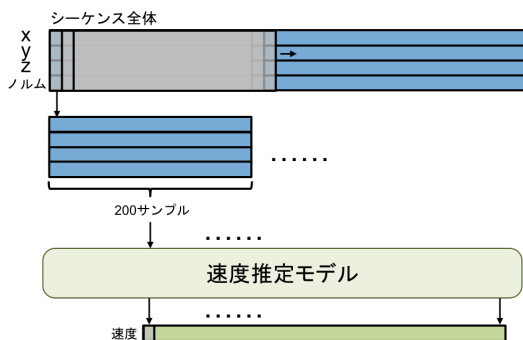 シーケンス全体
x
y
z
ノルム
......
200サンプル
......
速度推定モデル
......
速度